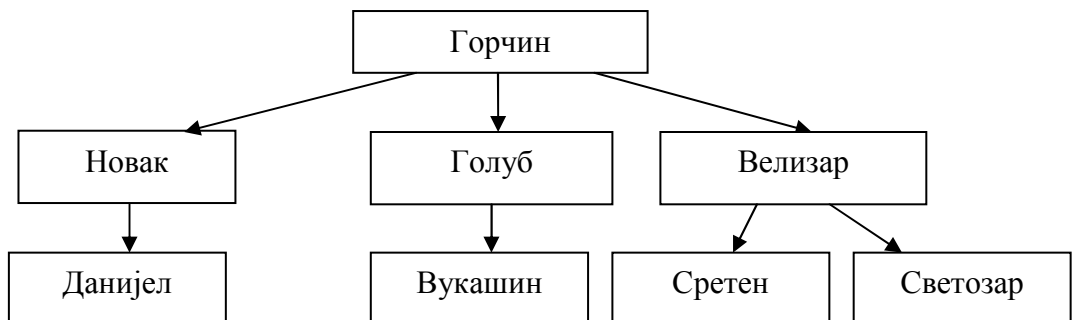 Горчин
Новак
Голуб
Велизар
Данијел
Вукашин
Сретен
Светозар